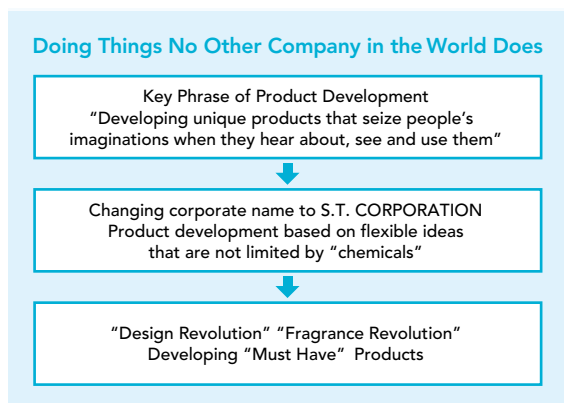 Doing Things No Other Company in the World Does
Key Phrase of Product Development
“Developing unique products that seize people’s
imaginations when they hear about, see and use them”
Changing corporate name to S.T. CORPORATION
Product development based on flexible ideas
that are not limited by “chemicals”
“Design Revolution” “Fragrance Revolution”
Developing “Must Have” Products